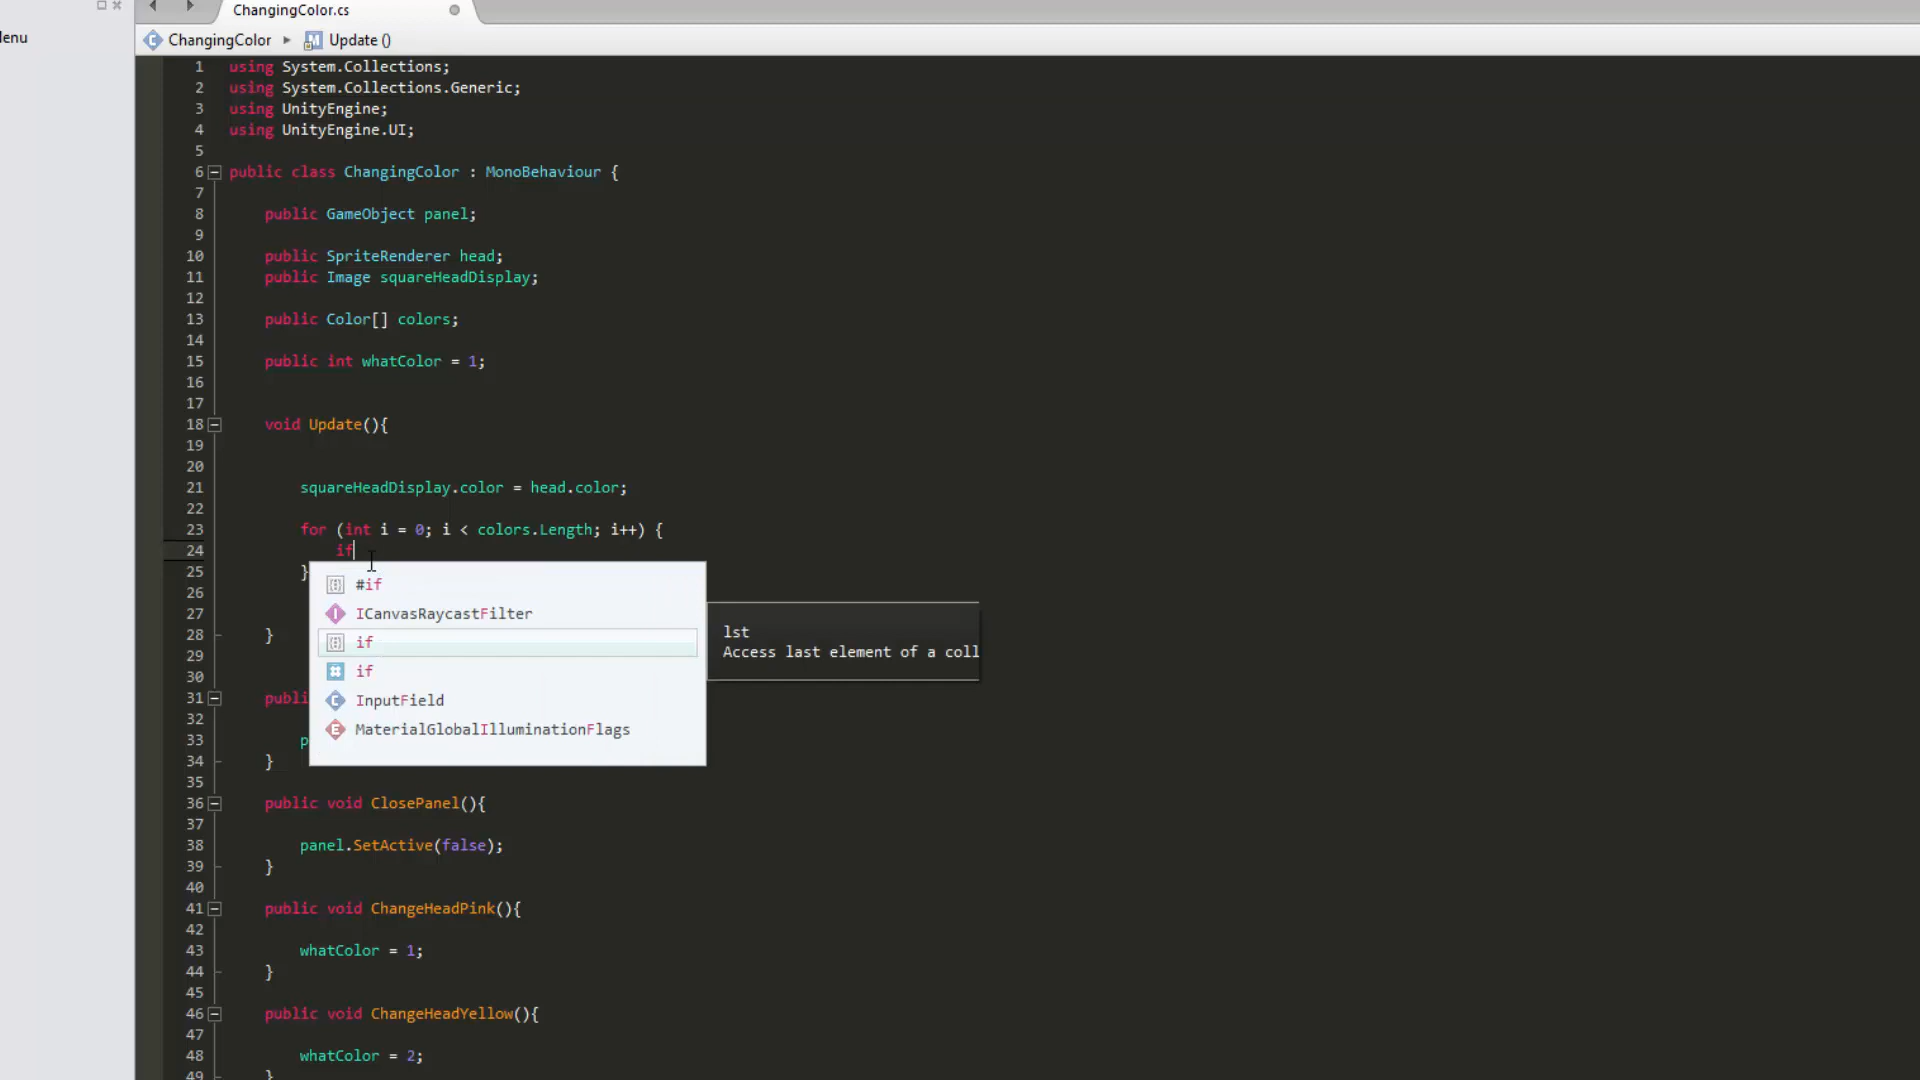 ChangingColor.cs
lenu
ChangingColor ▸ Update ()
1 using System.Collections;
2 using System.Collections.Generic;
3 using UnityEngine;
4 using UnityEngine.UI;
5
6 public class ChangingColor : MonoBehaviour {
7
8 public GameObject panel;
9
10 public SpriteRenderer head;
11 public Image squareHeadDisplay;
12
13 public Color[] colors;
14
15 public int whatColor = 1;
16
17
18 void Update(){
19
20
21 squareHeadDisplay.color = head.color;
22
23 for (int i = 0; i < colors.Length; i++) {
24 if
25 }
#if
26
27
ICanvasRaycastFilter
28 }
if
29
30
if
31 publi
InputField
32
33 p
MaterialGlobalIlluminationFlags
lst
Access last element of a coll
34 }
35
36 public void ClosePanel(){
37
38 panel.SetActive(false);
39 }
40
41 public void ChangeHeadPink(){
42
43 whatColor = 1;
44 }
45
46 public void ChangeHeadYellow(){
47
48 whatColor = 2;
49 }